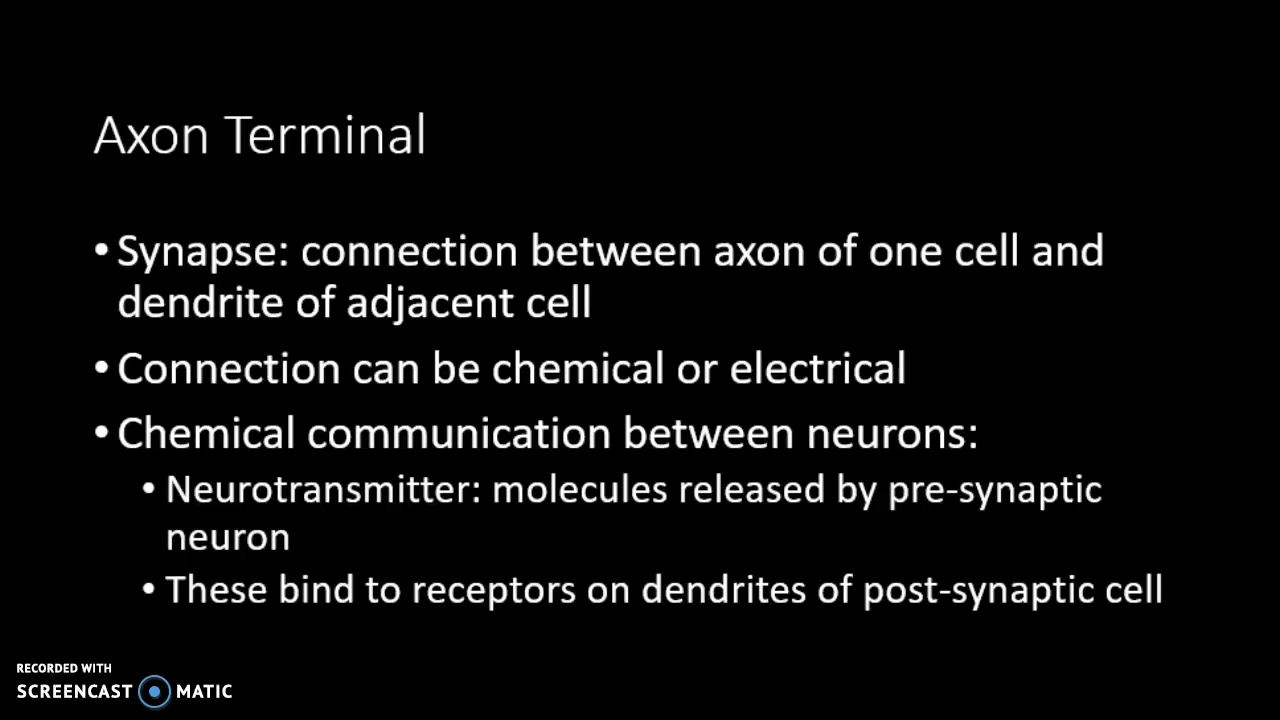 Axon Terminal
• Synapse: connection between axon of one cell and
dendrite of adjacent cell
• Connection can be chemical or electrical
• Chemical communication between neurons:
• Neurotransmitter: molecules released by pre-synaptic
neuron
• These bind to receptors on dendrites of post-synaptic cell
RECORDED WITH
SCREENCAST MATIC